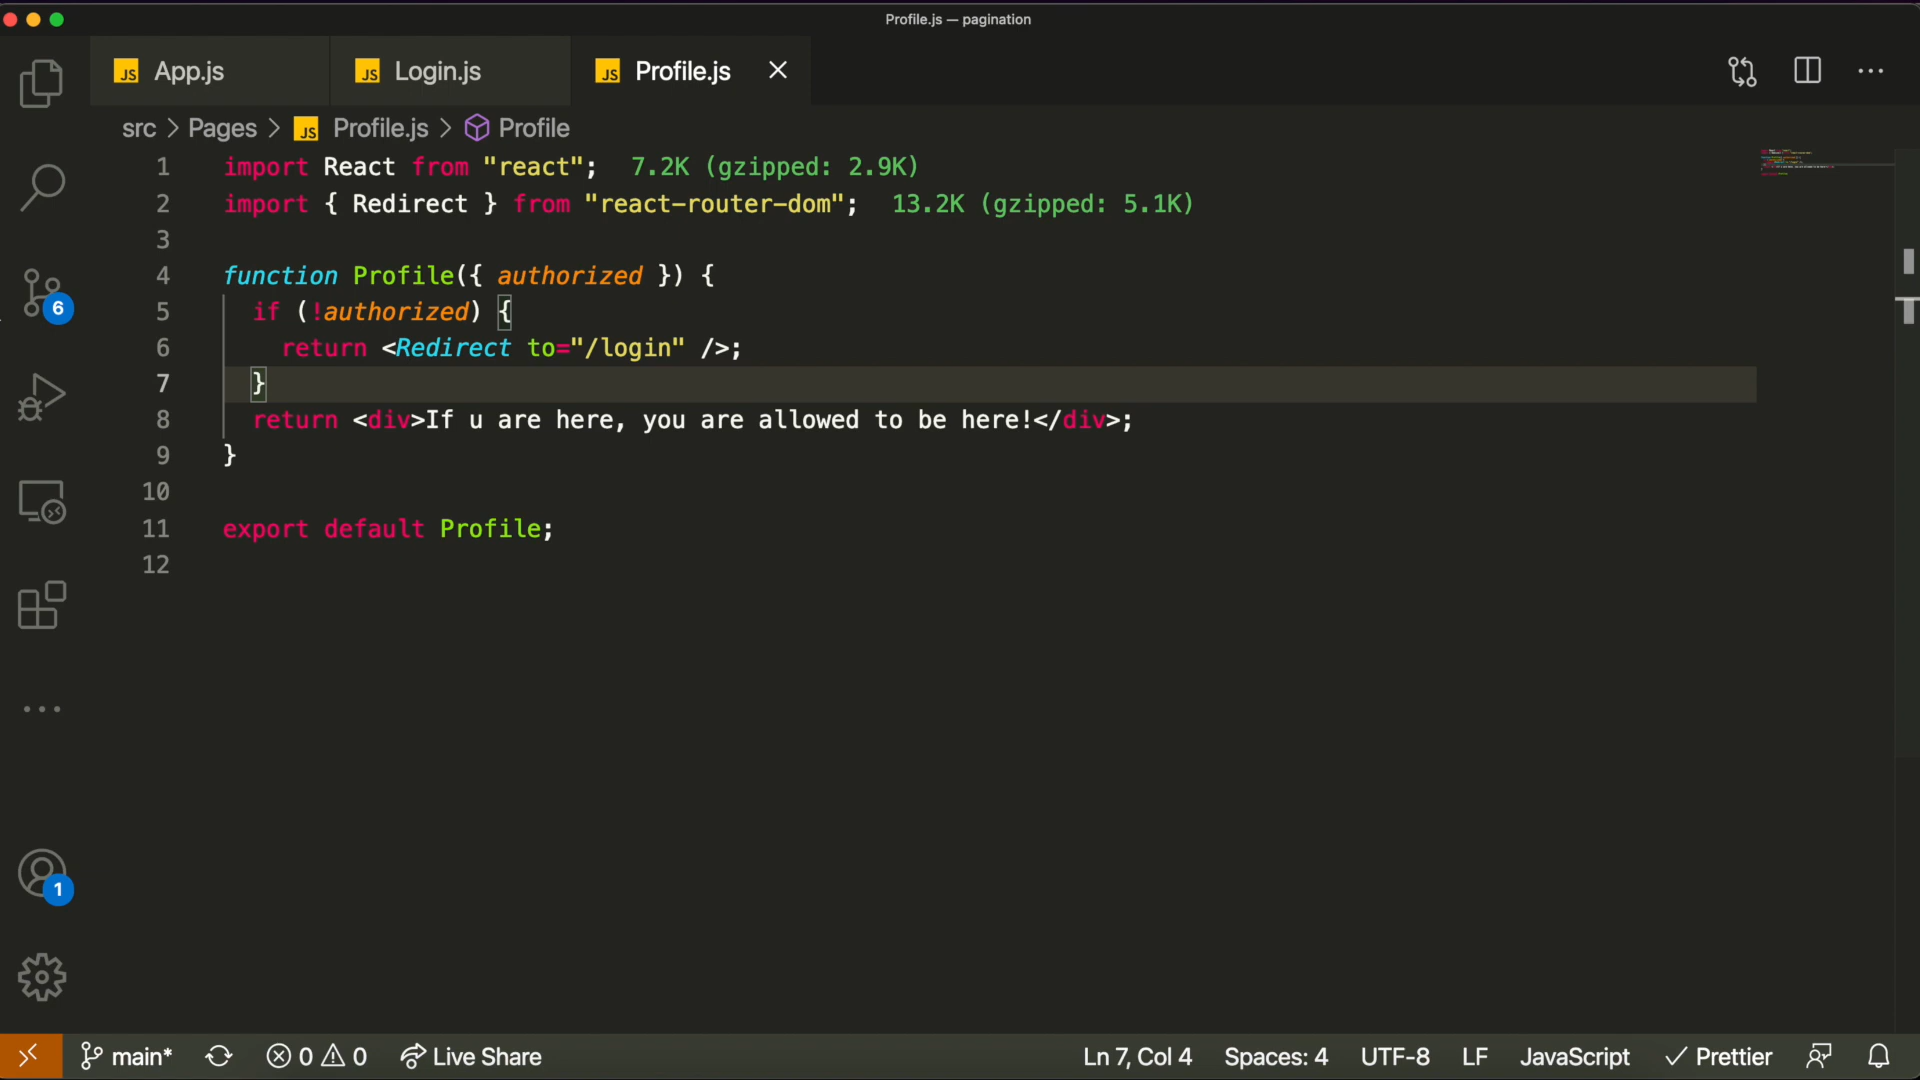 Profile.js — pagination
JS App.js
JS Login.js
JS Profile.js
src > Pages > JS Profile.js > Profile
1 import React from "react"; 7.2K (gzipped: 2.9K)
2 import { Redirect } from "react-router-dom"; 13.2K (gzipped: 5.1K)
3
4 function Profile({ authorized }) {
5 if (!authorized) {
6 return <Redirect to="/login" />;
7 }
8 return <div>If u are here, you are allowed to be here!</div>;
9 }
10
11 export default Profile;
12
6
1
main* 0 0 Live Share Ln 7, Col 4 Spaces: 4 UTF-8 LF JavaScript Prettier